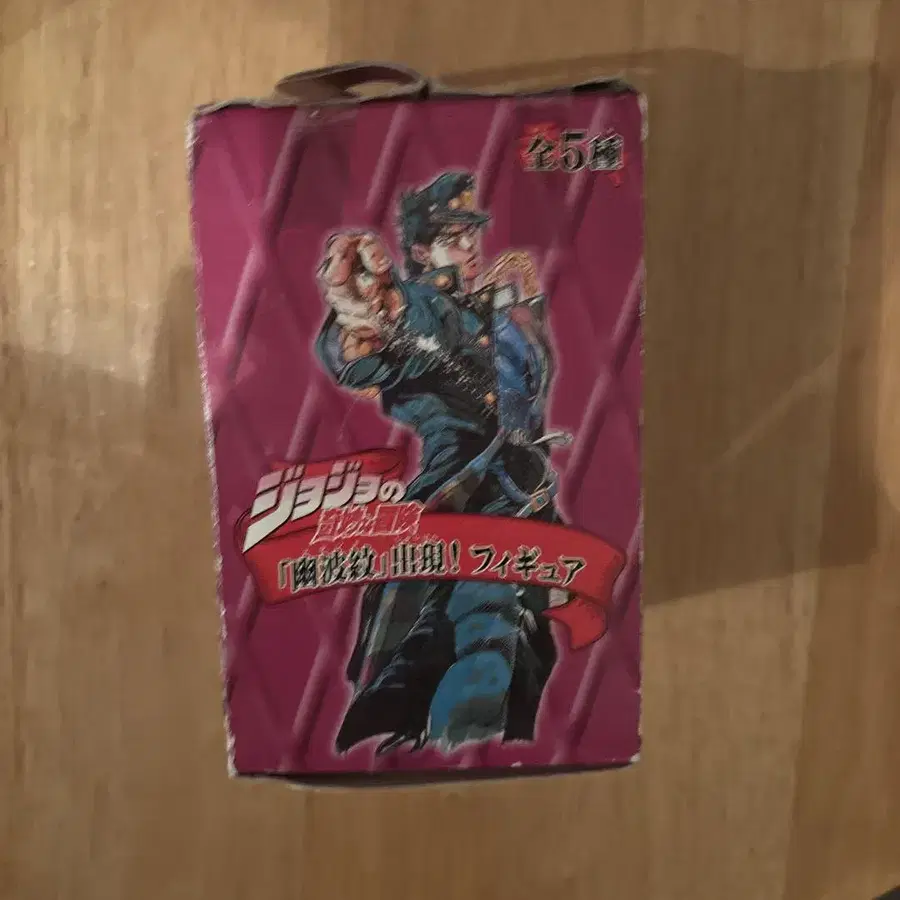 全5種
ジョジョの
奇妙な冒険
「幽波紋」出現！フィギュア